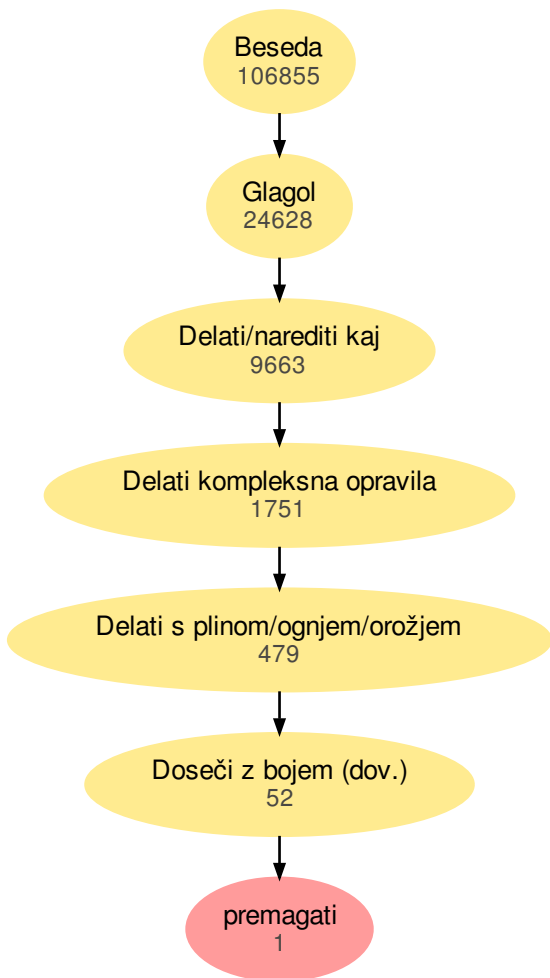 Beseda
106855
Glagol
24628
Delati/narediti kaj
9663
Delati kompleksna opravila
1751
Delati s plinom/ognjem/orožjem
479
Doseči z bojem (dov.)
52
premagati
1